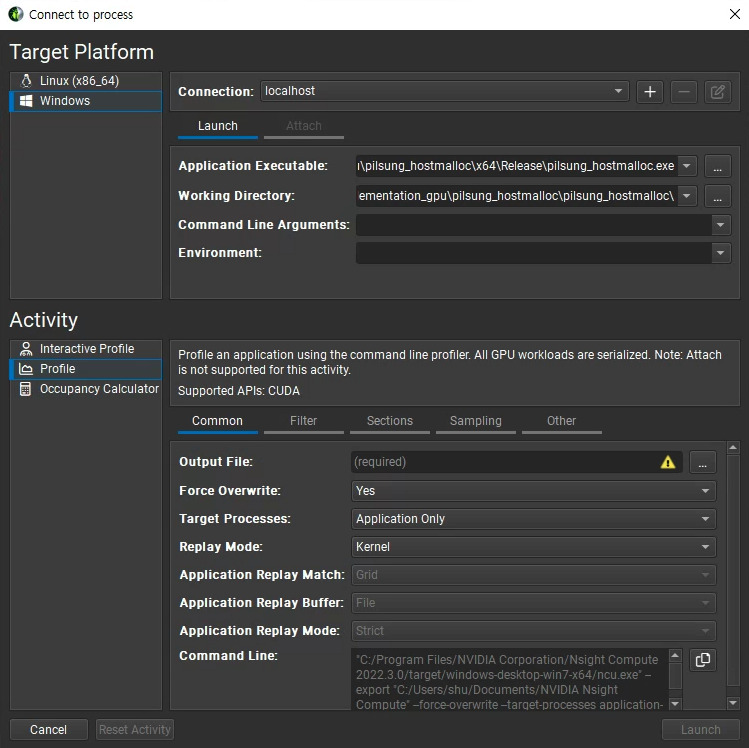 Connect to process
Target Platform
Linux (x86_64)
Windows
Connection: localhost
Launch
Attach
Application Executable: \pilsung_hostmalloc\x64\Release\pilsung_hostmalloc.exe
...
Working Directory: ementation_gpu\pilsung_hostmalloc\pilsung_hostmalloc\
...
Command Line Arguments:
Environment:
Activity
Interactive Profile
Profile
Occupancy Calculator
Profile an application using the command line profiler. All GPU workloads are serialized. Note: Attach
is not supported for this activity.
Supported APIs: CUDA
Common
Filter
Sections
Sampling
Other
Output File: (required)
...
Force Overwrite: Yes
Target Processes: Application Only
Replay Mode: Kernel
Application Replay Match: Grid
Application Replay Buffer: File
Application Replay Mode: Strict
Command Line: "C:/Program Files/NVIDIA Corporation/Nsight Compute
2022.3.0/target/windows-desktop-win7-x64/ncu.exe" --
export "C:/Users/shu/Documents/NVIDIA Nsight
Compute" --force-overwrite --target-processes application-
Cancel
Reset Activity
Launch